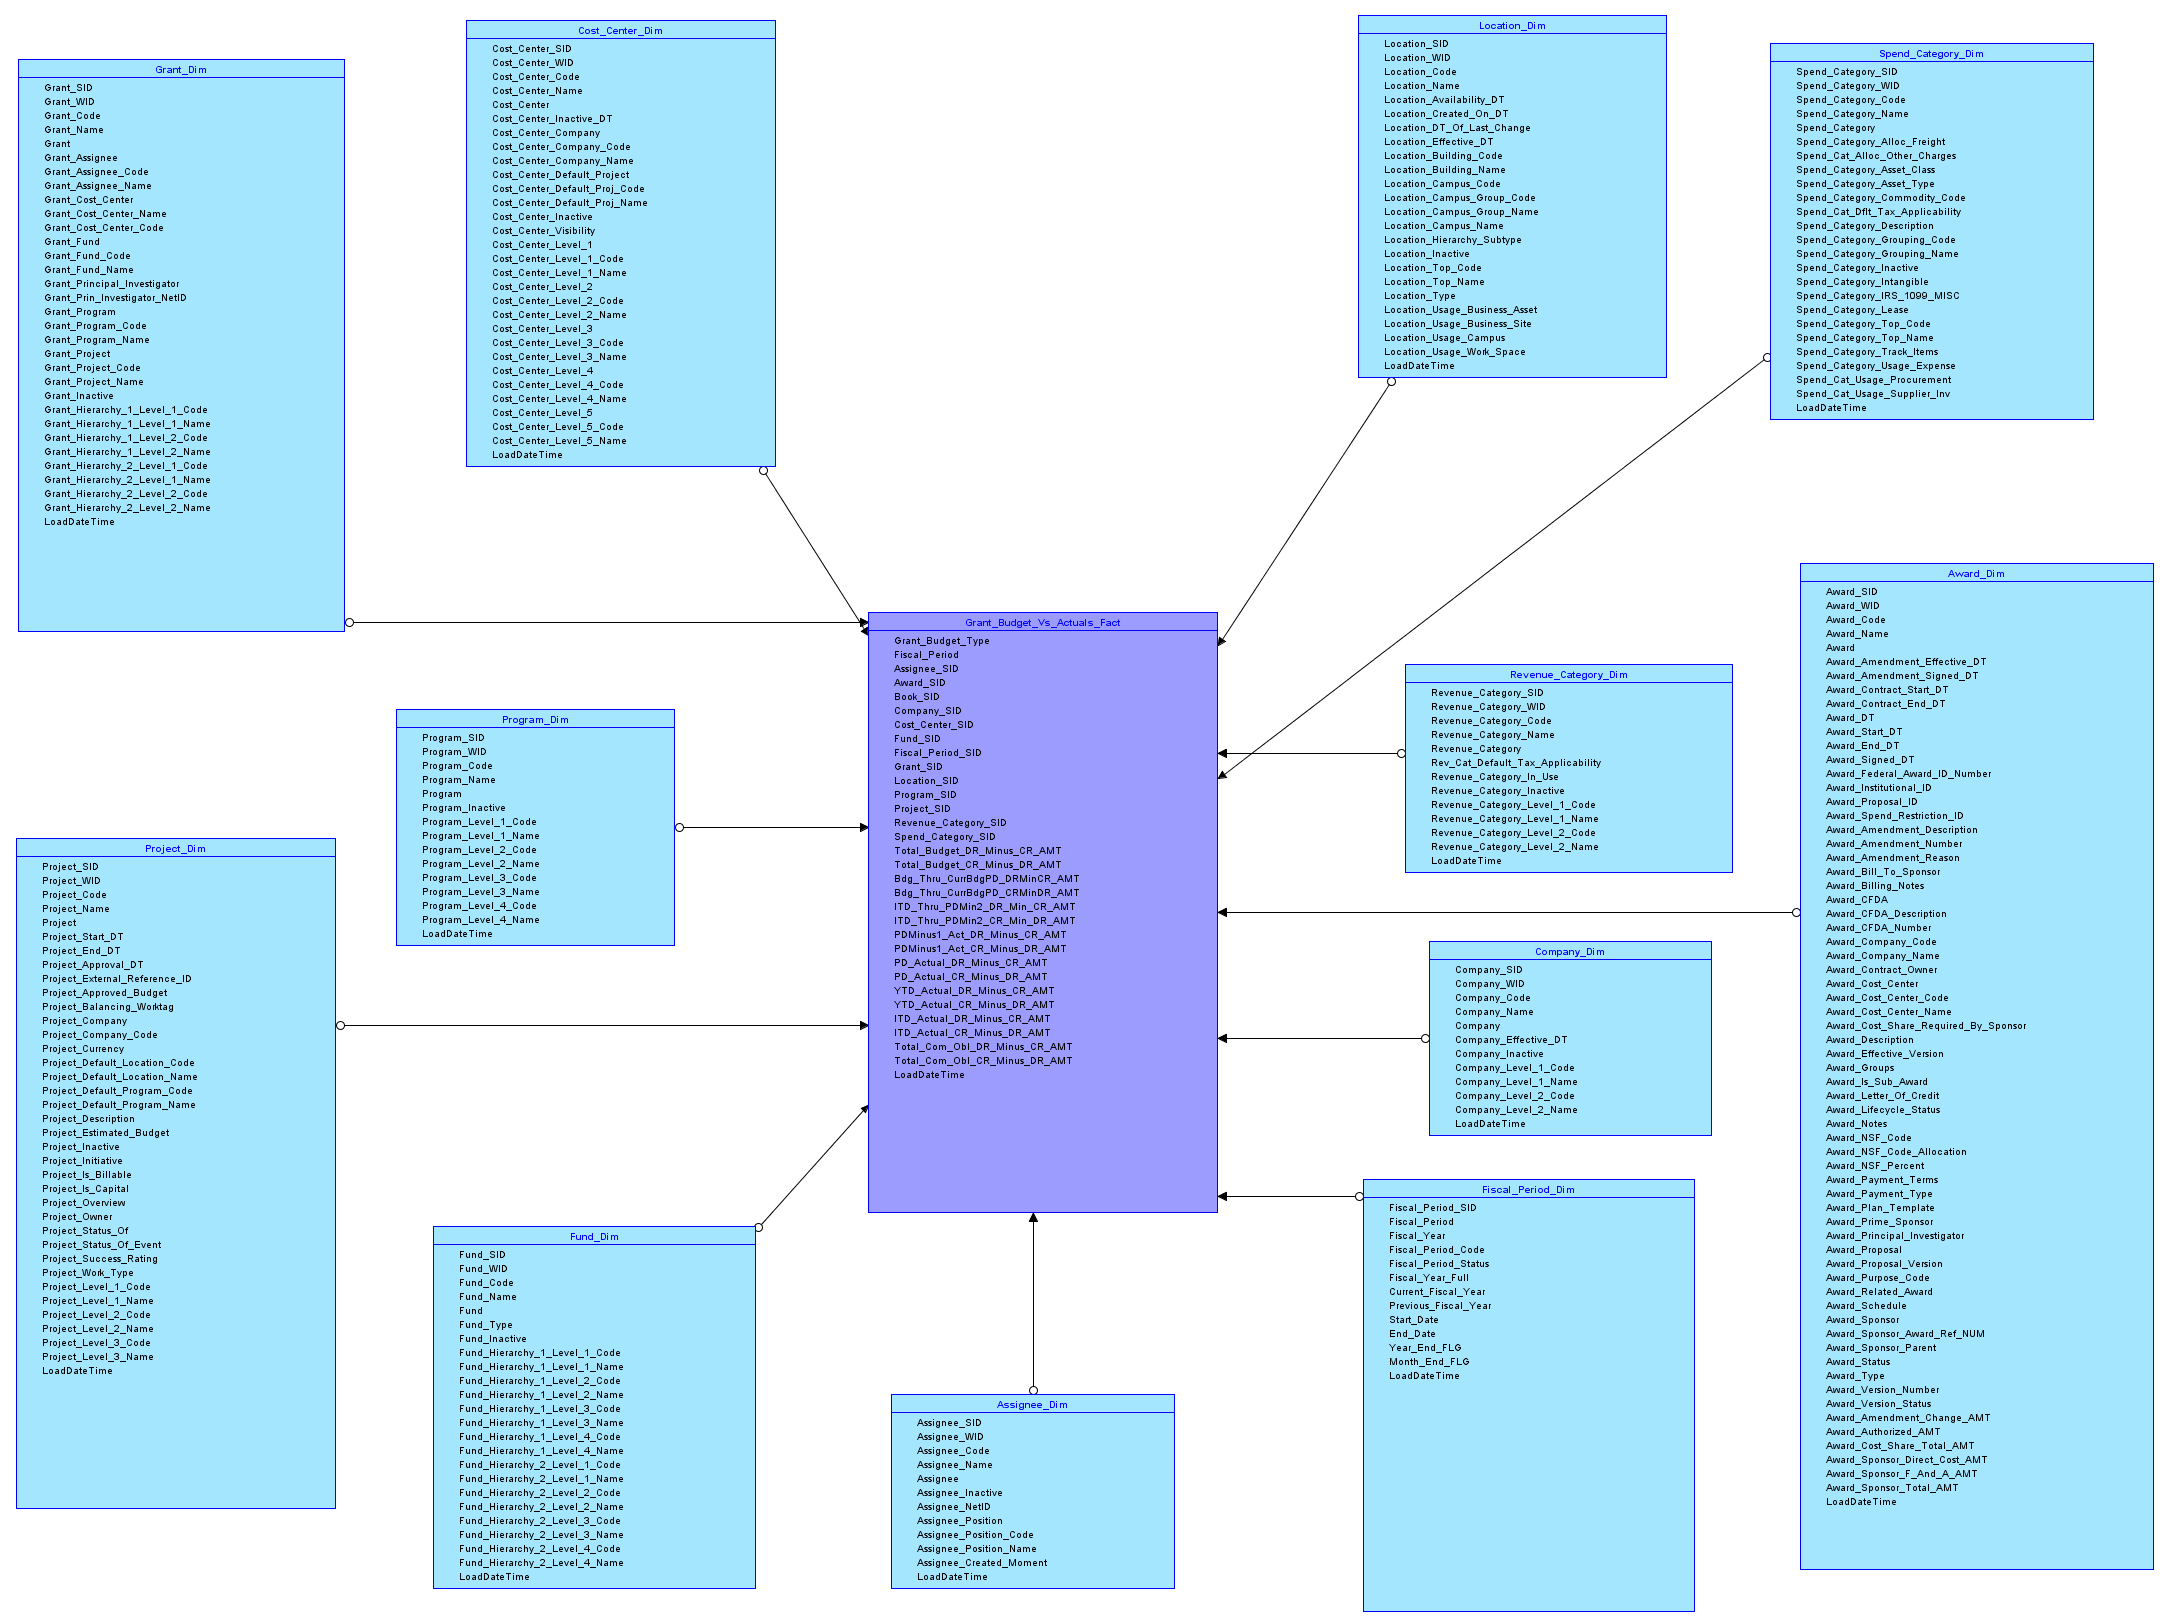 Grant_Dim
Grant_SID
Grant_WID
Grant_Code
Grant_Name
Grant
Grant_Assignee
Grant_Assignee_Code
Grant_Assignee_Name
Grant_Cost_Center
Grant_Cost_Center_Name
Grant_Cost_Center_Code
Grant_Fund
Grant_Fund_Code
Grant_Fund_Name
Grant_Principal_Investigator
Grant_Prin_Investigator_NetID
Grant_Program
Grant_Program_Code
Grant_Program_Name
Grant_Project
Grant_Project_Code
Grant_Project_Name
Grant_Inactive
Grant_Hierarchy_1_Level_1_Code
Grant_Hierarchy_1_Level_1_Name
Grant_Hierarchy_1_Level_2_Code
Grant_Hierarchy_1_Level_2_Name
Grant_Hierarchy_2_Level_1_Code
Grant_Hierarchy_2_Level_1_Name
Grant_Hierarchy_2_Level_2_Code
Grant_Hierarchy_2_Level_2_Name
LoadDateTime
Cost_Center_Dim
Cost_Center_SID
Cost_Center_WID
Cost_Center_Code
Cost_Center_Name
Cost_Center
Cost_Center_Inactive_DT
Cost_Center_Company
Cost_Center_Company_Code
Cost_Center_Company_Name
Cost_Center_Default_Project
Cost_Center_Default_Proj_Code
Cost_Center_Default_Proj_Name
Cost_Center_Inactive
Cost_Center_Visibility
Cost_Center_Level_1
Cost_Center_Level_1_Code
Cost_Center_Level_1_Name
Cost_Center_Level_2
Cost_Center_Level_2_Code
Cost_Center_Level_2_Name
Cost_Center_Level_3
Cost_Center_Level_3_Code
Cost_Center_Level_3_Name
Cost_Center_Level_4
Cost_Center_Level_4_Code
Cost_Center_Level_4_Name
Cost_Center_Level_5
Cost_Center_Level_5_Code
Cost_Center_Level_5_Name
LoadDateTime
Location_Dim
Location_SID
Location_WID
Location_Code
Location_Name
Location_Availability_DT
Location_Created_On_DT
Location_DT_Of_Last_Change
Location_Effective_DT
Location_Building_Code
Location_Building_Name
Location_Campus_Code
Location_Campus_Group_Code
Location_Campus_Group_Name
Location_Campus_Name
Location_Hierarchy_Subtype
Location_Inactive
Location_Top_Code
Location_Top_Name
Location_Type
Location_Usage_Business_Asset
Location_Usage_Business_Site
Location_Usage_Campus
Location_Usage_Work_Space
LoadDateTime
Spend_Category_Dim
Spend_Category_SID
Spend_Category_WID
Spend_Category_Code
Spend_Category_Name
Spend_Category
Spend_Category_Alloc_Freight
Spend_Cat_Alloc_Other_Charges
Spend_Category_Asset_Class
Spend_Category_Asset_Type
Spend_Category_Commodity_Code
Spend_Cat_Dflt_Tax_Applicability
Spend_Category_Description
Spend_Category_Grouping_Code
Spend_Category_Grouping_Name
Spend_Category_Inactive
Spend_Category_Intangible
Spend_Category_IRS_1099_MISC
Spend_Category_Lease
Spend_Category_Top_Code
Spend_Category_Top_Name
Spend_Category_Track_Items
Spend_Category_Usage_Expense
Spend_Cat_Usage_Procurement
Spend_Cat_Usage_Supplier_Inv
LoadDateTime
Grant_Budget_Vs_Actuals_Fact
Grant_Budget_Type
Fiscal_Period
Assignee_SID
Award_SID
Book_SID
Company_SID
Cost_Center_SID
Fund_SID
Fiscal_Period_SID
Grant_SID
Location_SID
Program_SID
Project_SID
Revenue_Category_SID
Spend_Category_SID
Total_Budget_DR_Minus_CR_AMT
Total_Budget_CR_Minus_DR_AMT
Bdg_Thru_CurrBdgPD_DRMinCR_AMT
Bdg_Thru_CurrBdgPD_CRMinDR_AMT
ITD_Thru_PDMin2_DR_Min_CR_AMT
ITD_Thru_PDMin2_CR_Min_DR_AMT
PDMinus1_Act_DR_Minus_CR_AMT
PDMinus1_Act_CR_Minus_DR_AMT
PD_Actual_DR_Minus_CR_AMT
PD_Actual_CR_Minus_DR_AMT
YTD_Actual_DR_Minus_CR_AMT
YTD_Actual_CR_Minus_DR_AMT
ITD_Actual_DR_Minus_CR_AMT
ITD_Actual_CR_Minus_DR_AMT
Total_Com_Obl_DR_Minus_CR_AMT
Total_Com_Obl_CR_Minus_DR_AMT
LoadDateTime
Program_Dim
Program_SID
Program_WID
Program_Code
Program_Name
Program
Program_Inactive
Program_Level_1_Code
Program_Level_1_Name
Program_Level_2_Code
Program_Level_2_Name
Program_Level_3_Code
Program_Level_3_Name
Program_Level_4_Code
Program_Level_4_Name
LoadDateTime
Revenue_Category_Dim
Revenue_Category_SID
Revenue_Category_WID
Revenue_Category_Code
Revenue_Category_Name
Revenue_Category
Rev_Cat_Default_Tax_Applicability
Revenue_Category_In_Use
Revenue_Category_Inactive
Revenue_Category_Level_1_Code
Revenue_Category_Level_1_Name
Revenue_Category_Level_2_Code
Revenue_Category_Level_2_Name
LoadDateTime
Award_Dim
Award_SID
Award_WID
Award_Code
Award_Name
Award
Award_Amendment_Effective_DT
Award_Amendment_Signed_DT
Award_Contract_Start_DT
Award_Contract_End_DT
Award_DT
Award_Start_DT
Award_End_DT
Award_Signed_DT
Award_Federal_Award_ID_Number
Award_Institutional_ID
Award_Proposal_ID
Award_Spend_Restriction_ID
Award_Amendment_Description
Award_Amendment_Number
Award_Amendment_Reason
Award_Bill_To_Sponsor
Award_Billing_Notes
Award_CFDA
Award_CFDA_Description
Award_CFDA_Number
Award_Company_Code
Award_Company_Name
Award_Contract_Owner
Award_Cost_Center
Award_Cost_Center_Code
Award_Cost_Center_Name
Award_Cost_Share_Required_By_Sponsor
Award_Description
Award_Effective_Version
Award_Groups
Award_Is_Sub_Award
Award_Letter_Of_Credit
Award_Lifecycle_Status
Award_Notes
Award_NSF_Code
Award_NSF_Code_Allocation
Award_NSF_Percent
Award_Payment_Terms
Award_Payment_Type
Award_Plan_Template
Award_Prime_Sponsor
Award_Principal_Investigator
Award_Proposal
Award_Proposal_Version
Award_Purpose_Code
Award_Related_Award
Award_Schedule
Award_Sponsor
Award_Sponsor_Award_Ref_NUM
Award_Sponsor_Parent
Award_Status
Award_Type
Award_Version_Number
Award_Version_Status
Award_Amendment_Change_AMT
Award_Authorized_AMT
Award_Cost_Share_Total_AMT
Award_Sponsor_Direct_Cost_AMT
Award_Sponsor_F_And_A_AMT
Award_Sponsor_Total_AMT
LoadDateTime
Project_Dim
Project_SID
Project_WID
Project_Code
Project_Name
Project
Project_Start_DT
Project_End_DT
Project_Approval_DT
Project_External_Reference_ID
Project_Approved_Budget
Project_Balancing_Worktag
Project_Company
Project_Company_Code
Project_Currency
Project_Default_Location_Code
Project_Default_Location_Name
Project_Default_Program_Code
Project_Default_Program_Name
Project_Description
Project_Estimated_Budget
Project_Inactive
Project_Initiative
Project_Is_Billable
Project_Is_Capital
Project_Overview
Project_Owner
Project_Status_Of
Project_Status_Of_Event
Project_Success_Rating
Project_Work_Type
Project_Level_1_Code
Project_Level_1_Name
Project_Level_2_Code
Project_Level_2_Name
Project_Level_3_Code
Project_Level_3_Name
LoadDateTime
Company_Dim
Company_SID
Company_WID
Company_Code
Company_Name
Company
Company_Effective_DT
Company_Inactive
Company_Level_1_Code
Company_Level_1_Name
Company_Level_2_Code
Company_Level_2_Name
LoadDateTime
Fund_Dim
Fund_SID
Fund_WID
Fund_Code
Fund_Name
Fund
Fund_Type
Fund_Inactive
Fund_Hierarchy_1_Level_1_Code
Fund_Hierarchy_1_Level_1_Name
Fund_Hierarchy_1_Level_2_Code
Fund_Hierarchy_1_Level_2_Name
Fund_Hierarchy_1_Level_3_Code
Fund_Hierarchy_1_Level_3_Name
Fund_Hierarchy_1_Level_4_Code
Fund_Hierarchy_1_Level_4_Name
Fund_Hierarchy_2_Level_1_Code
Fund_Hierarchy_2_Level_1_Name
Fund_Hierarchy_2_Level_2_Code
Fund_Hierarchy_2_Level_2_Name
Fund_Hierarchy_2_Level_3_Code
Fund_Hierarchy_2_Level_3_Name
Fund_Hierarchy_2_Level_4_Code
Fund_Hierarchy_2_Level_4_Name
LoadDateTime
Assignee_Dim
Assignee_SID
Assignee_WID
Assignee_Code
Assignee_Name
Assignee
Assignee_Inactive
Assignee_NetID
Assignee_Position
Assignee_Position_Code
Assignee_Position_Name
Assignee_Created_Moment
LoadDateTime
Fiscal_Period_Dim
Fiscal_Period_SID
Fiscal_Period
Fiscal_Year
Fiscal_Period_Code
Fiscal_Period_Status
Fiscal_Year_Full
Current_Fiscal_Year
Previous_Fiscal_Year
Start_Date
End_Date
Year_End_FLG
Month_End_FLG
LoadDateTime